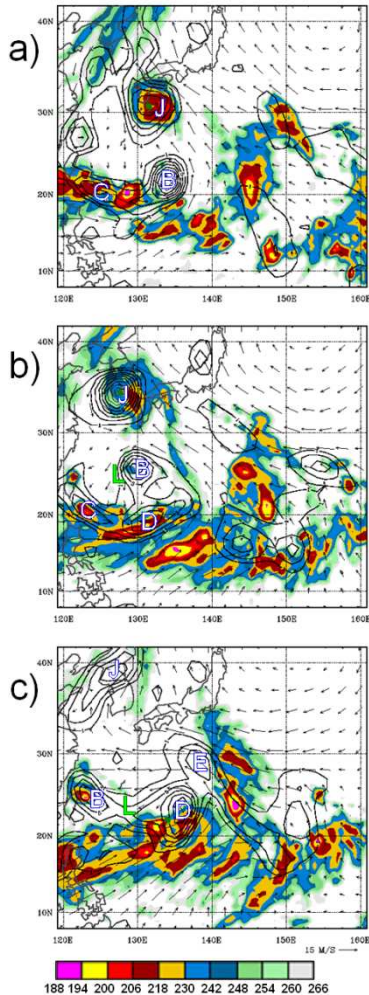 a)
40N
J
30N
B
C
20N
10N
120E 130E 140E 150E 160E
b)
40N
J
30N
L B
C
20N D
10N
120E 130E 140E 150E 160E
c)
40N J
30N
E
B L D
20N
10N
120E 130E 140E 150E 160E
15 M/S
188 194 200 206 212 218 230 242 248 254 260 266